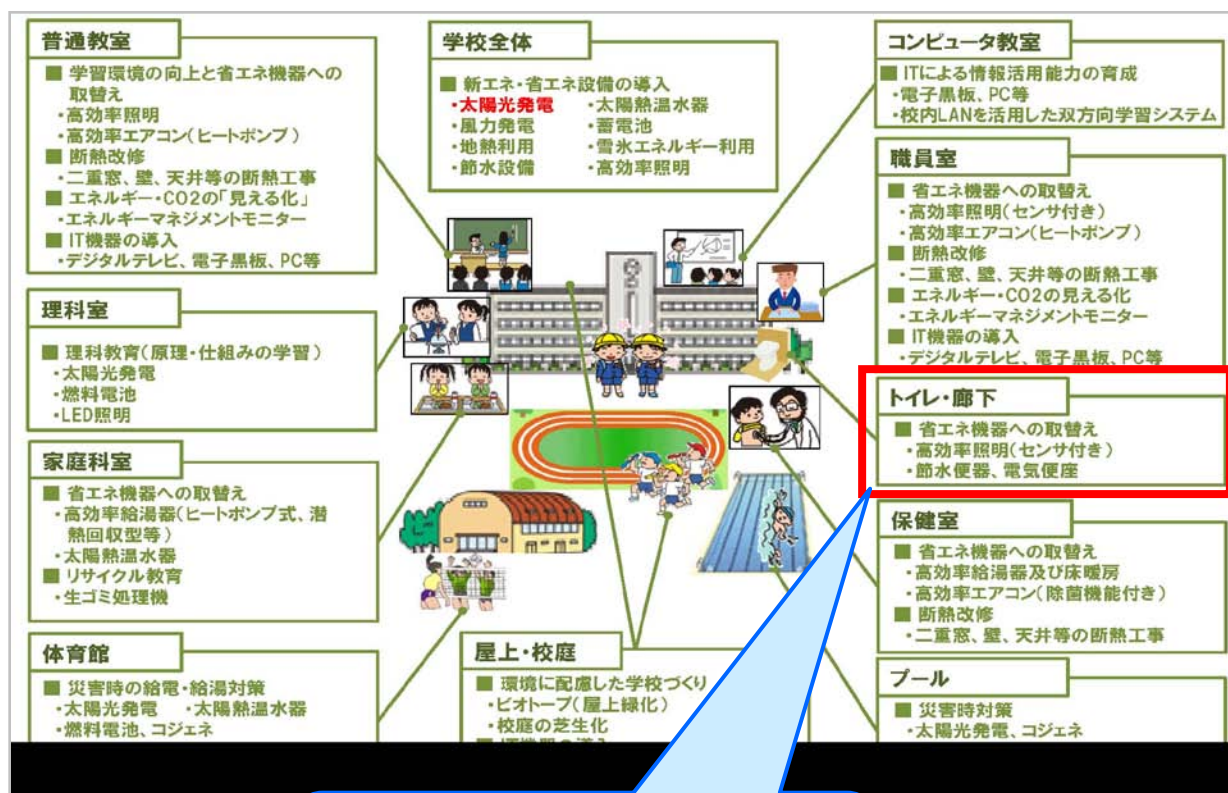 普通教室
■ 学習環境の向上と省エネ機器への
取替え
・高効率照明
・高効率エアコン(ヒートポンプ)
■ 断熱改修
・二重窓、壁、天井等の断熱工事
■ エネルギー・CO2の「見える化」
・エネルギーマネジメントモニター
■ IT機器の導入
・デジタルテレビ、電子黒板、PC等
理科室
■ 理科教育(原理・仕組みの学習)
・太陽光発電
・燃料電池
・LED照明
家庭科室
■ 省エネ機器への取替え
・高効率給湯器(ヒートポンプ式、潜
熱回収型等)
・太陽熱温水器
■ リサイクル教育
・生ゴミ処理機
体育館
■ 災害時の給電・給湯対策
・太陽光発電 ・太陽熱温水器
・燃料電池、コジェネ
学校全体
■ 新エネ・省エネ設備の導入
・太陽光発電 ・太陽熱温水器
・風力発電 ・蓄電池
・地熱利用 ・雪氷エネルギー利用
・節水設備 ・高効率照明
屋上・校庭
■ 環境に配慮した学校づくり
・ビオトープ(屋上緑化)
・校庭の芝生化
コンピュータ教室
■ ITによる情報活用能力の育成
・電子黒板、PC等
・校内LANを活用した双方向学習システム
職員室
■ 省エネ機器への取替え
・高効率照明(センサ付き)
・高効率エアコン(ヒートポンプ)
■ 断熱改修
・二重窓、壁、天井等の断熱工事
■ エネルギー・CO2の見える化
・エネルギーマネジメントモニター
■ IT機器の導入
・デジタルテレビ、電子黒板、PC等
トイレ・廊下
■ 省エネ機器への取替え
・高効率照明(センサ付き)
・節水便器、電気便座
保健室
■ 省エネ機器への取替え
・高効率給湯器及び床暖房
・高効率エアコン(除菌機能付き)
■ 断熱改修
・二重窓、壁、天井等の断熱工事
プール
■ 災害時対策
・太陽光発電、コジェネ